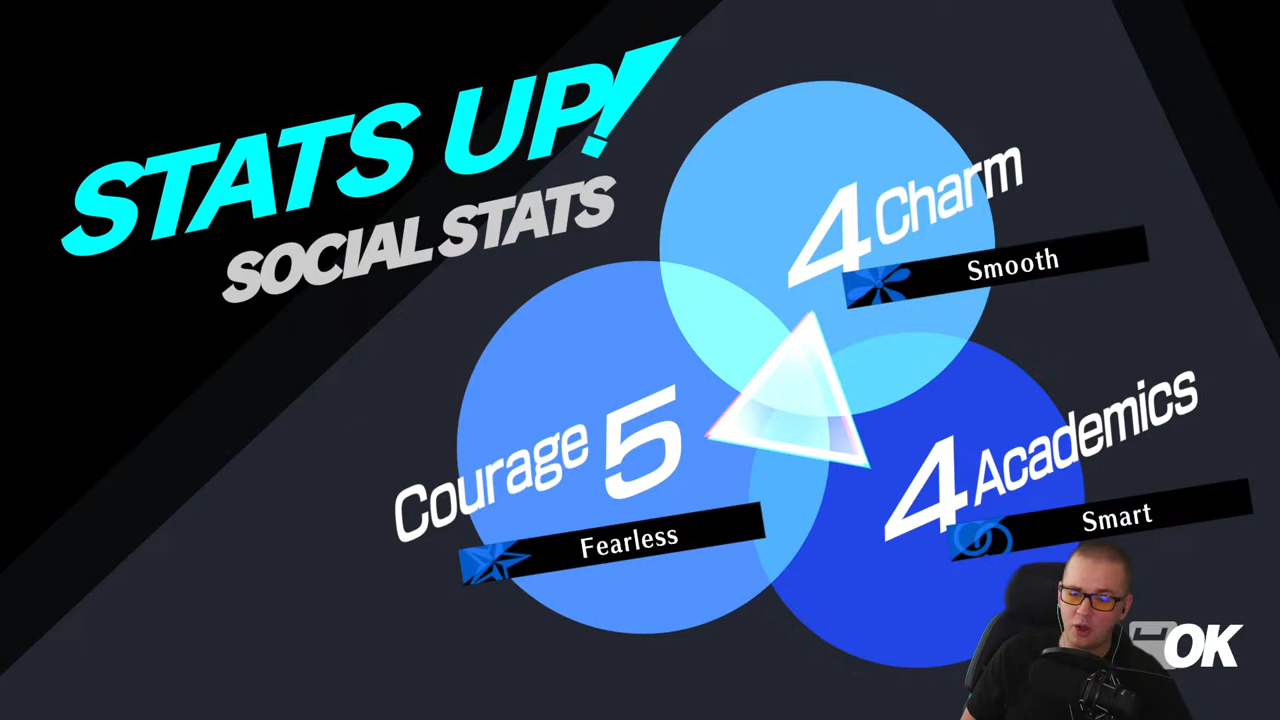 STATS UP!
SOCIAL STATS
4 Charm
Smooth
Courage 5
Fearless
4 Academics
Smart
OK